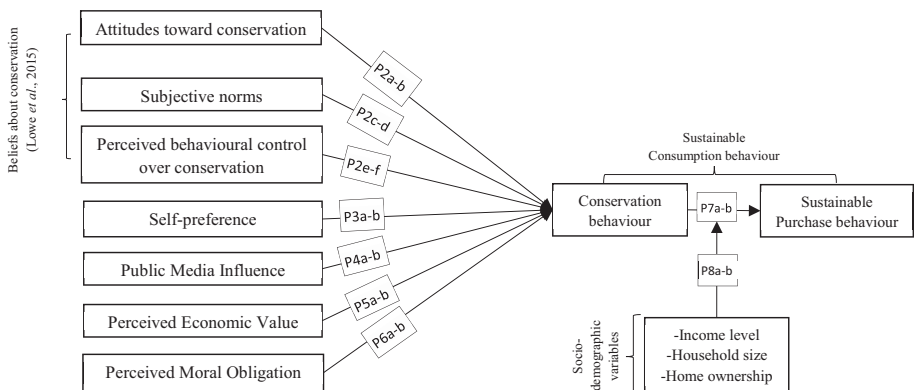 Beliefs about conservation
(Lowe et al., 2015)
Attitudes toward conservation
Subjective norms
Perceived behavioural control
over conservation
Self-preference
Public Media Influence
Perceived Economic Value
Perceived Moral Obligation
P2a-b
P2c-d
P2e-f
P3a-b
P4a-b
P5a-b
P6a-b
Sustainable
Consumption behaviour
Conservation
behaviour
P7a-b
Sustainable
Purchase behaviour
P8a-b
Socio-
demographic
variables
-Income level
-Household size
-Home ownership